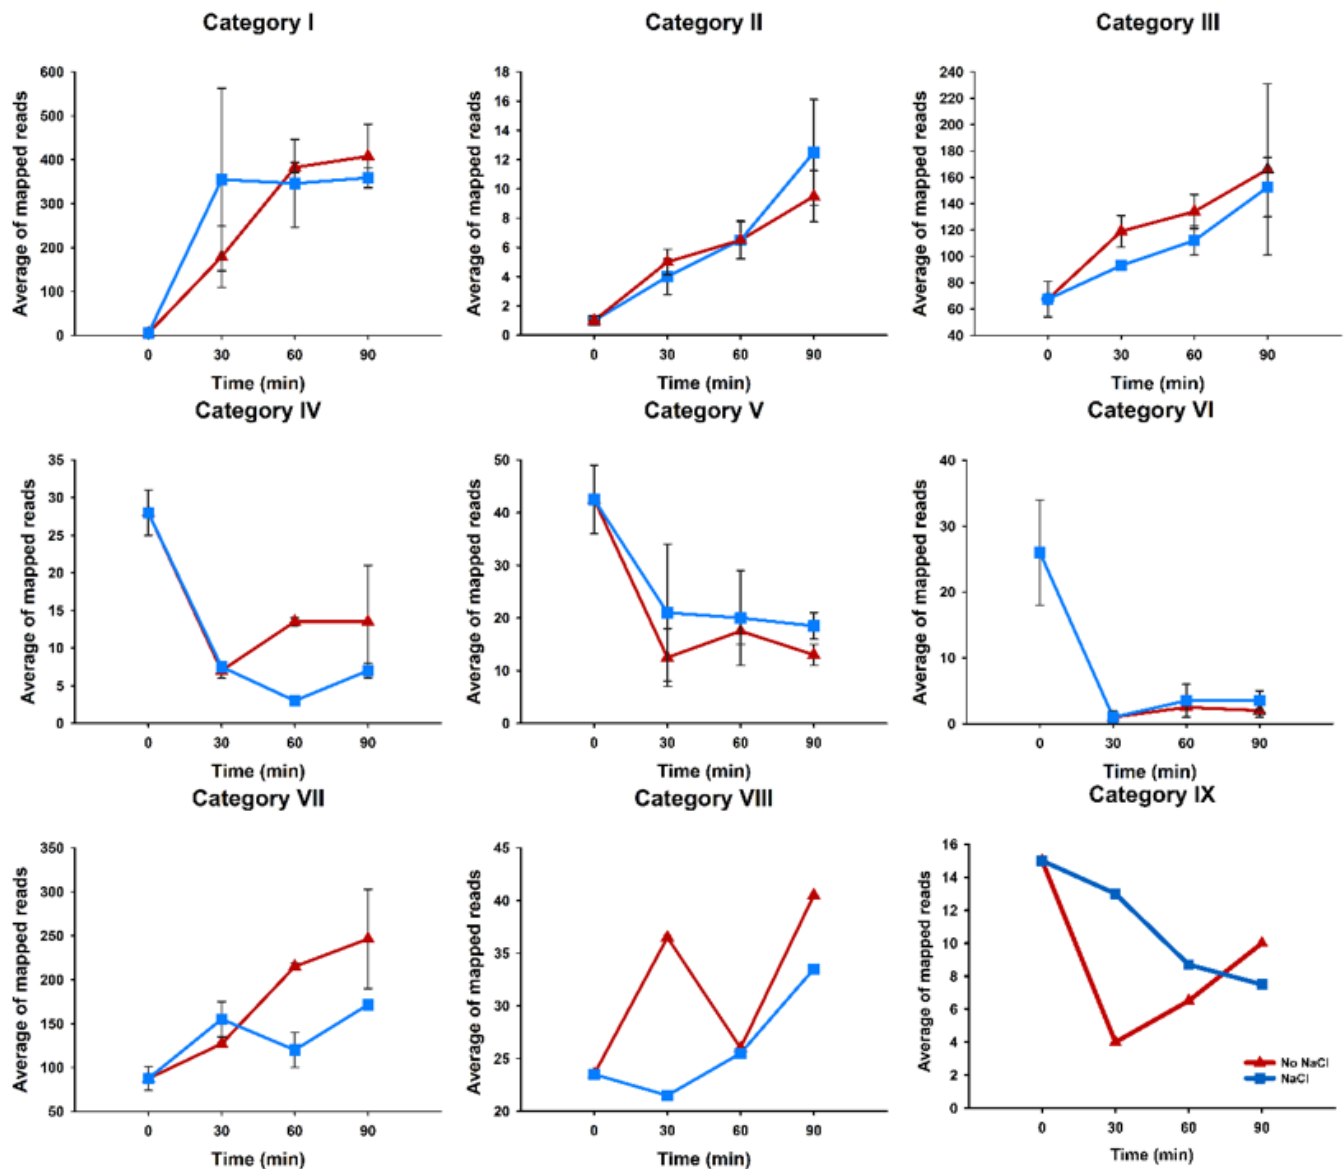 Category I
Average of mapped reads
600
500
400
300
200
100
0
0 30 60 90
Time (min)
Category II
Average of mapped reads
18
16
14
12
10
8
6
4
2
0
0 30 60 90
Time (min)
Category III
Average of mapped reads
240
220
200
180
160
140
120
100
80
60
40
0 30 60 90
Time (min)
Category IV
Average of mapped reads
35
30
25
20
15
10
5
0
0 30 60 90
Time (min)
Category V
Average of mapped reads
50
40
30
20
10
0
0 30 60 90
Time (min)
Category VI
Average of mapped reads
40
30
20
10
0
0 30 60 90
Time (min)
Category VII
Average of mapped reads
350
300
250
200
150
100
50
0 30 60 90
Time (min)
Category VIII
Average of mapped reads
45
40
35
30
25
20
0 30 60 90
Time (min)
Category IX
Average of mapped reads
16
14
12
10
8
6
4
2
0
0 30 60 90
Time (min)
No NaCl
NaCl